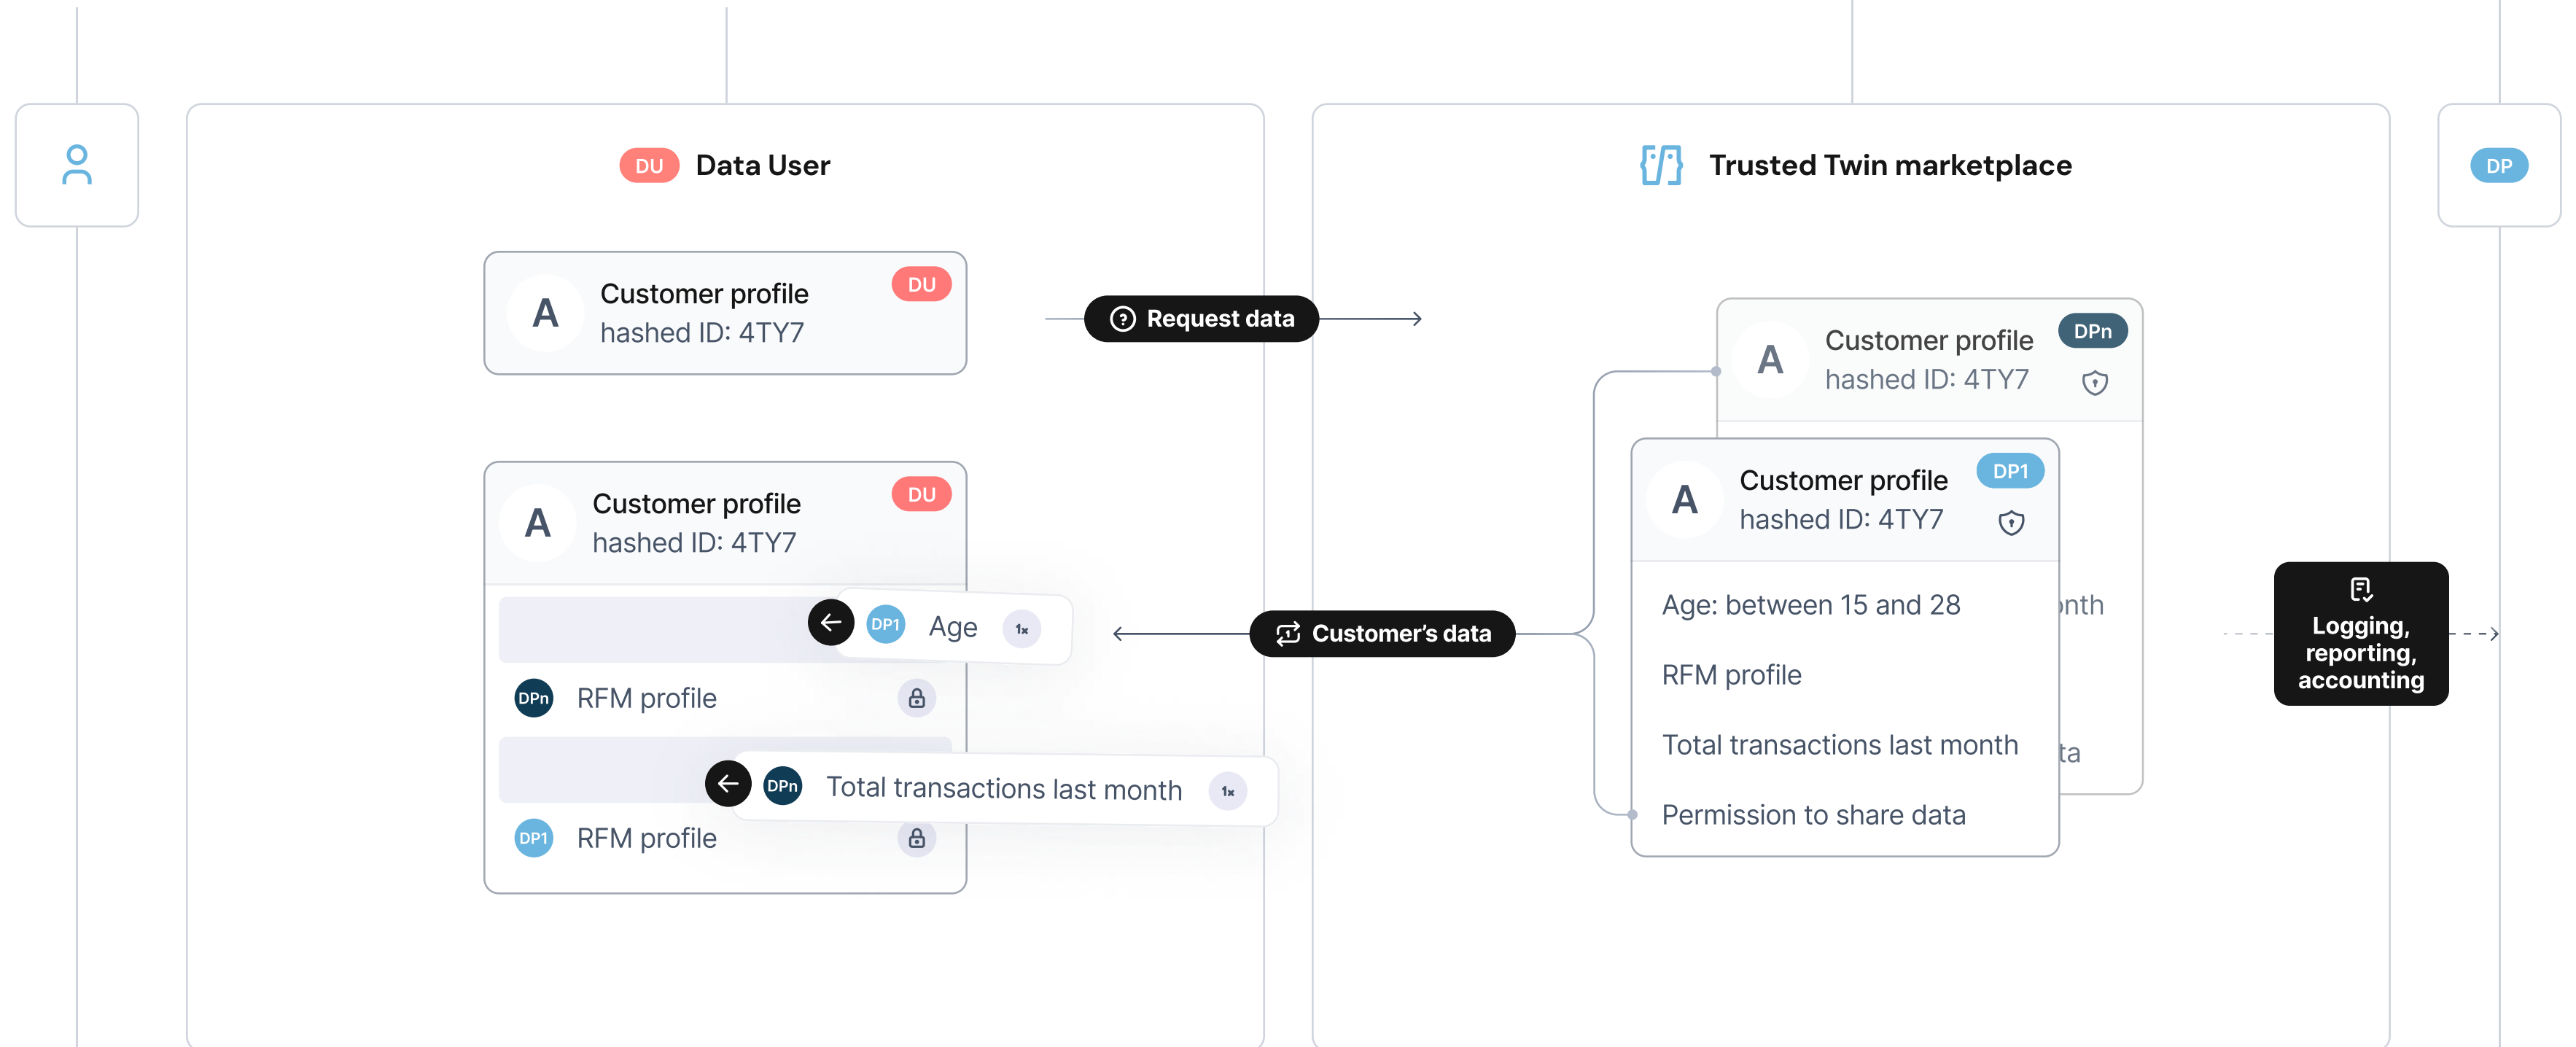 DU Data User
Trusted Twin marketplace
DP
A
Customer profile
hashed ID: 4TY7
DU
Request data
A
Customer profile
hashed ID: 4TY7
DPn
A
Customer profile
hashed ID: 4TY7
DU
A
Customer profile
hashed ID: 4TY7
DP1
DP1 Age 1x
DPn RFM profile
DPn Total transactions last month 1x
DP1 RFM profile
Customer’s data
Age: between 15 and 28
RFM profile
Total transactions last month
Permission to share data
Logging,
reporting,
accounting